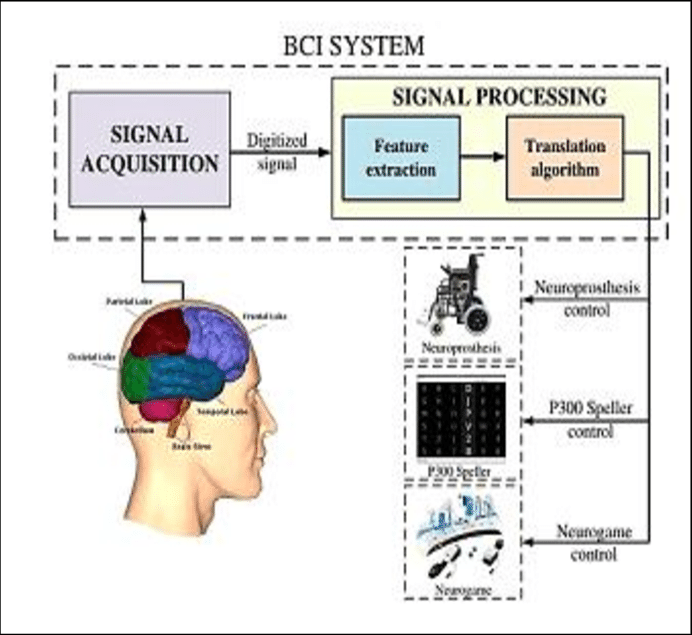 BCI SYSTEM
SIGNAL
ACQUISITION
Digitized
signal
SIGNAL PROCESSING
Feature
extraction
Translation
algorithm
Parietal Lobe
Frontal Lobe
Occietal Lobe
Temporal Lobe
Cerebellum
Brain Stem
Neuroprosthesis
control
Neuroprosthesis
P300 Speller
control
P300 Speller
Neurogame
control
Neurogame